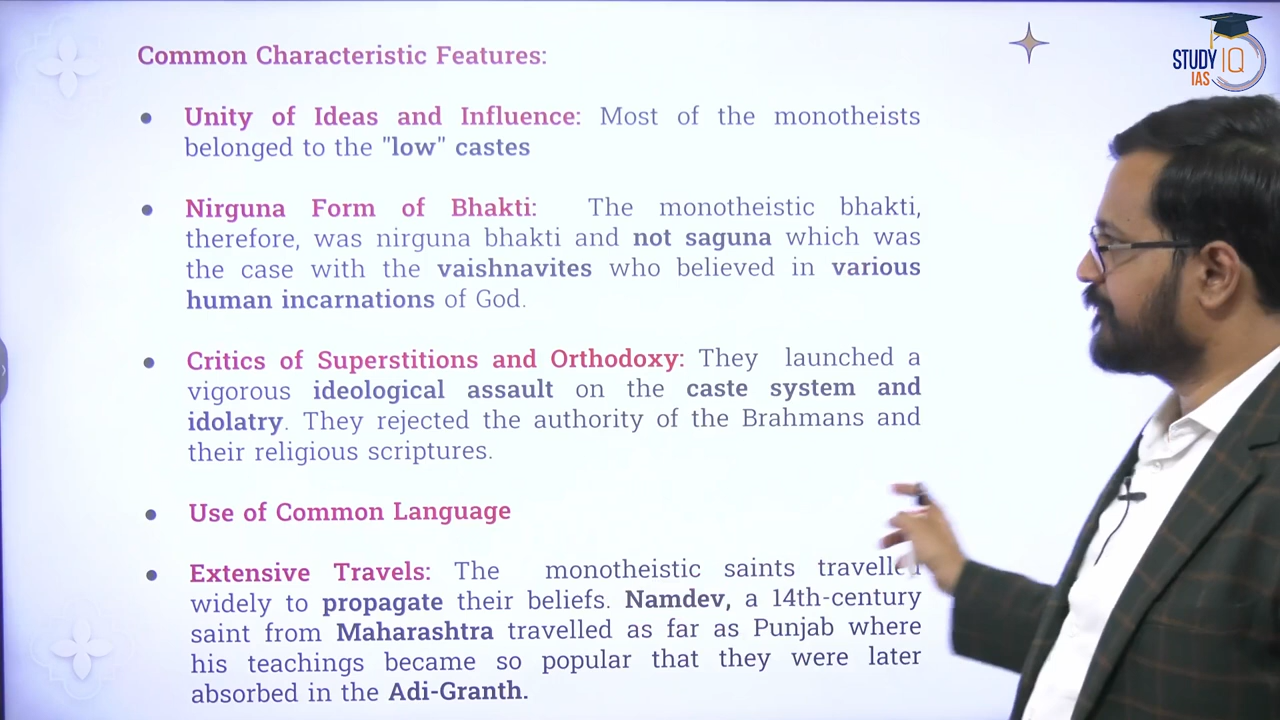 Common Characteristic Features:
STUDY IQ
IAS
Unity of Ideas and Influence: Most of the monotheists
belonged to the "low" castes
Nirguna Form of Bhakti: The monotheistic bhakti,
therefore, was nirguna bhakti and not saguna which was
the case with the vaishnavites who believed in various
human incarnations of God.
Critics of Superstitions and Orthodoxy: They launched a
vigorous ideological assault on the caste system and
idolatry. They rejected the authority of the Brahmans and
their religious scriptures.
Use of Common Language
Extensive Travels: The monotheistic saints travelled
widely to propagate their beliefs. Namdev, a 14th-century
saint from Maharashtra travelled as far as Punjab where
his teachings became so popular that they were later
absorbed in the Adi-Granth.